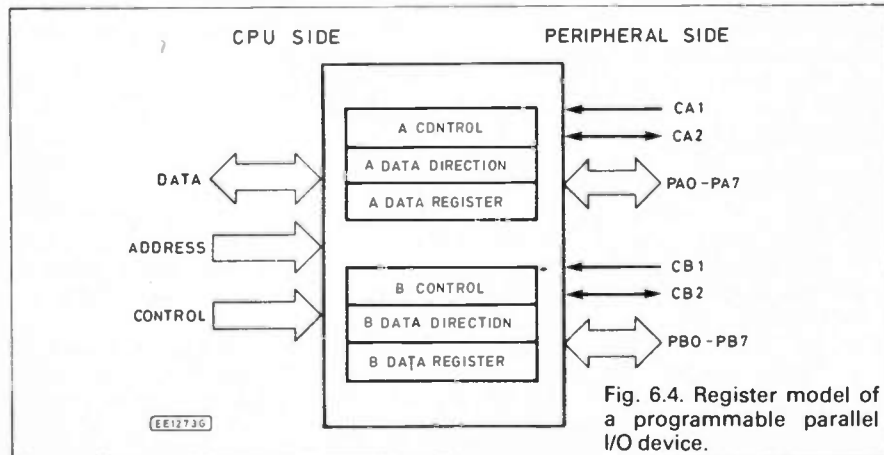 CPU SIDE
PERIPHERAL SIDE
A CONTROL
A DATA DIRECTION
A DATA REGISTER
DATA
ADDRESS
CONTROL
CA1
CA2
PA0-PA7
B CONTROL
B DATA DIRECTION
B DATA REGISTER
CB1
CB2
PB0-PB7
EE1273G
Fig. 6.4. Register model of
a programmable parallel
I/O device.